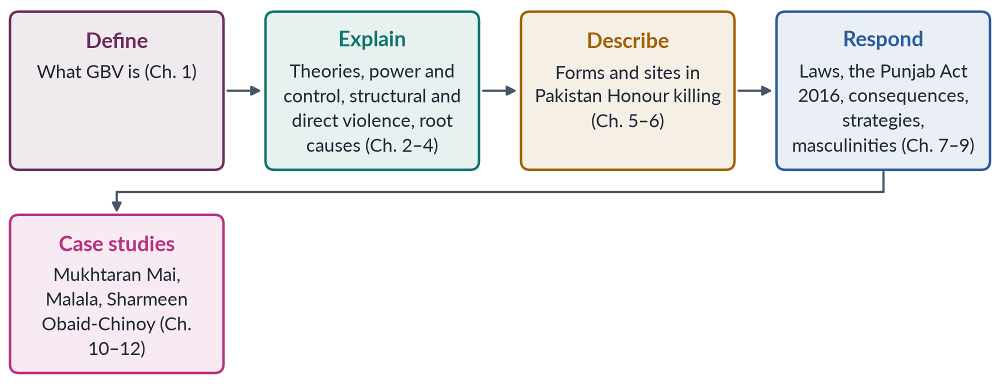 Define
What GBV is (Ch. 1)
Explain
Theories, power and
control, structural and
direct violence, root
causes (Ch. 2–4)
Describe
Forms and sites in
Pakistan Honour killing
(Ch. 5–6)
Respond
Laws, the Punjab Act
2016, consequences,
strategies,
masculinities (Ch. 7–9)
Case studies
Mukhtaran Mai,
Malala, Sharmeen
Obaid-Chinoy (Ch.
10–12)